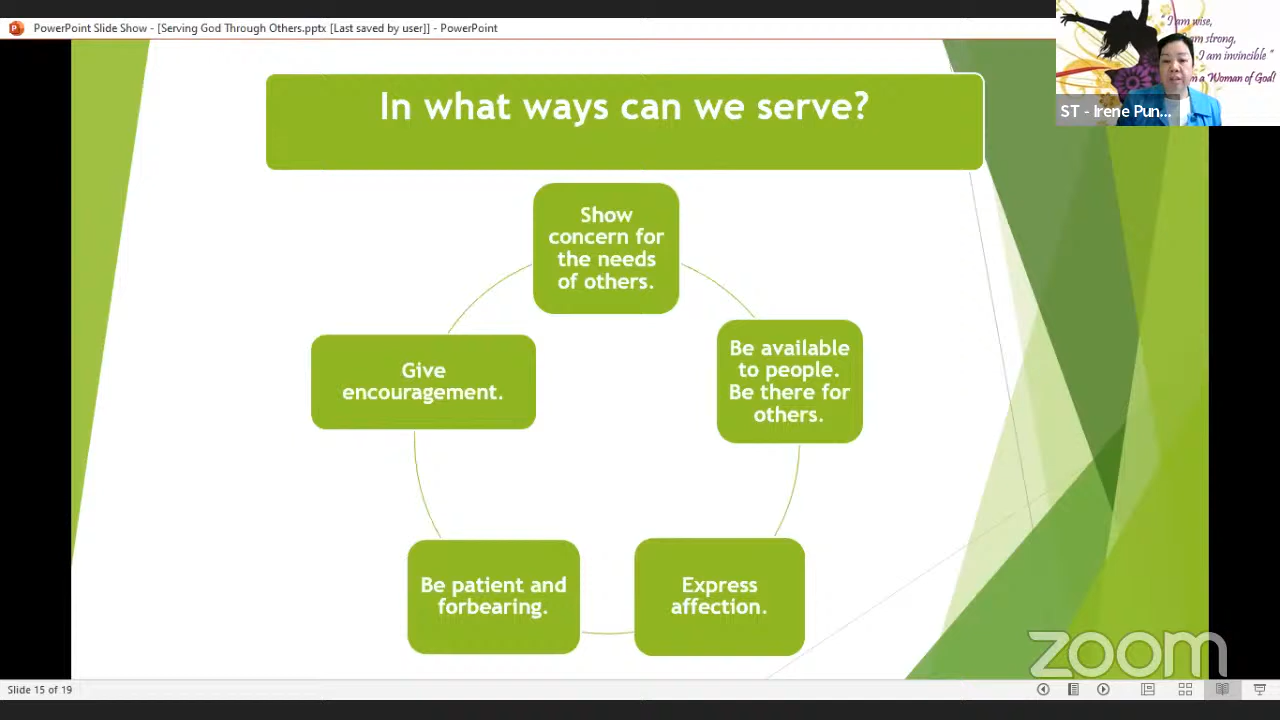 PowerPoint Slide Show - [Serving God Through Others.pptx [Last saved by user]] - PowerPoint
"I am wise,
am strong,
I am invincible"
m a Woman of God!
ST - Irene Pun...
In what ways can we serve?
Show
concern for
the needs
of others.
Be available
to people.
Be there for
others.
Express
affection.
Be patient and
forbearing.
Give
encouragement.
zoom
Slide 15 of 19